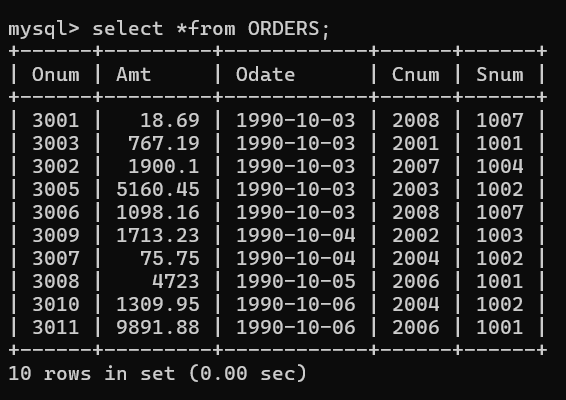 mysql> select *from ORDERS;
+------+---------+------------+------+------+
| Onum | Amt     | Odate      | Cnum | Snum |
+------+---------+------------+------+------+
| 3001 |   18.69 | 1990-10-03 | 2008 | 1007 |
| 3003 |  767.19 | 1990-10-03 | 2001 | 1001 |
| 3002 |  1900.1 | 1990-10-03 | 2007 | 1004 |
| 3005 | 5160.45 | 1990-10-03 | 2003 | 1002 |
| 3006 | 1098.16 | 1990-10-03 | 2008 | 1007 |
| 3009 | 1713.23 | 1990-10-04 | 2002 | 1003 |
| 3007 |   75.75 | 1990-10-04 | 2004 | 1002 |
| 3008 |    4723 | 1990-10-05 | 2006 | 1001 |
| 3010 | 1309.95 | 1990-10-06 | 2004 | 1002 |
| 3011 | 9891.88 | 1990-10-06 | 2006 | 1001 |
+------+---------+------------+------+------+
10 rows in set (0.00 sec)